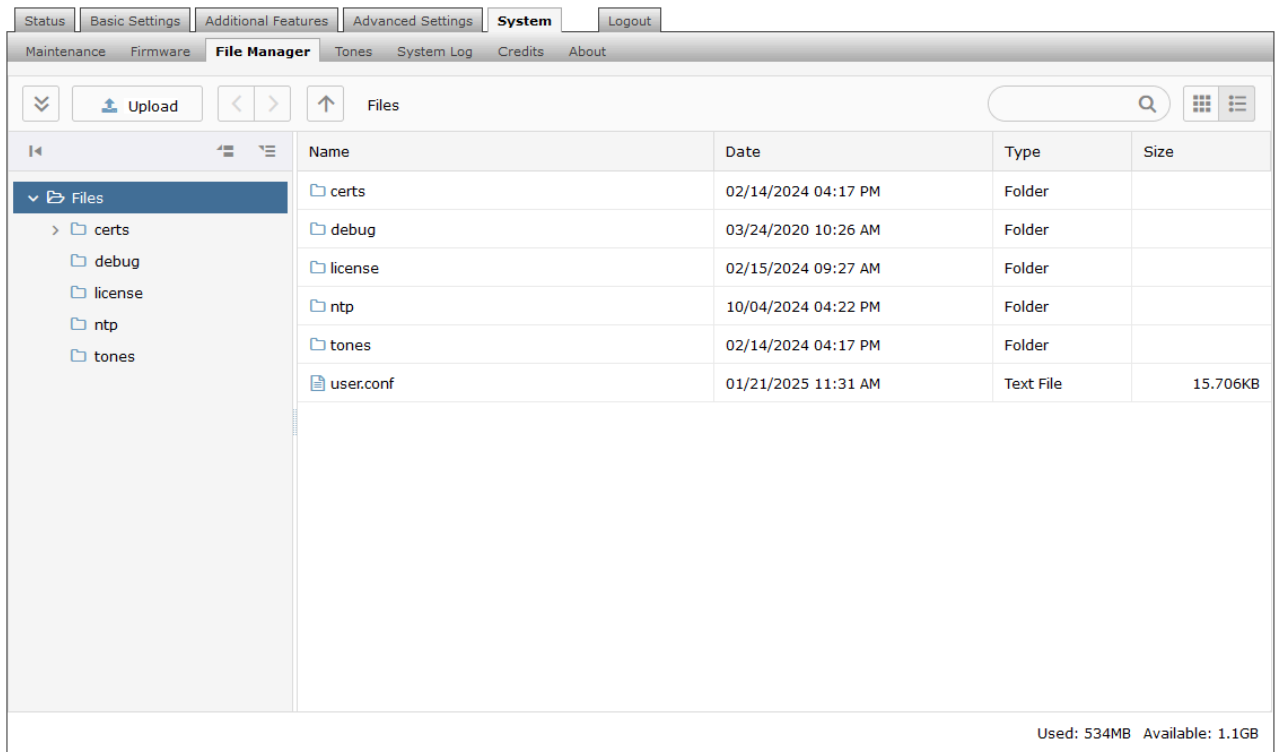 Status Basic Settings Additional Features Advanced Settings System Logout
Maintenance Firmware File Manager Tones System Log Credits About
Upload Files
Name Date Type Size
Files
certs
debug
license
ntp
tones
certs 02/14/2024 04:17 PM Folder
debug 03/24/2020 10:26 AM Folder
license 02/15/2024 09:27 AM Folder
ntp 10/04/2024 04:22 PM Folder
tones 02/14/2024 04:17 PM Folder
user.conf 01/21/2025 11:31 AM Text File 15.706KB
Used: 534MB Available: 1.1GB